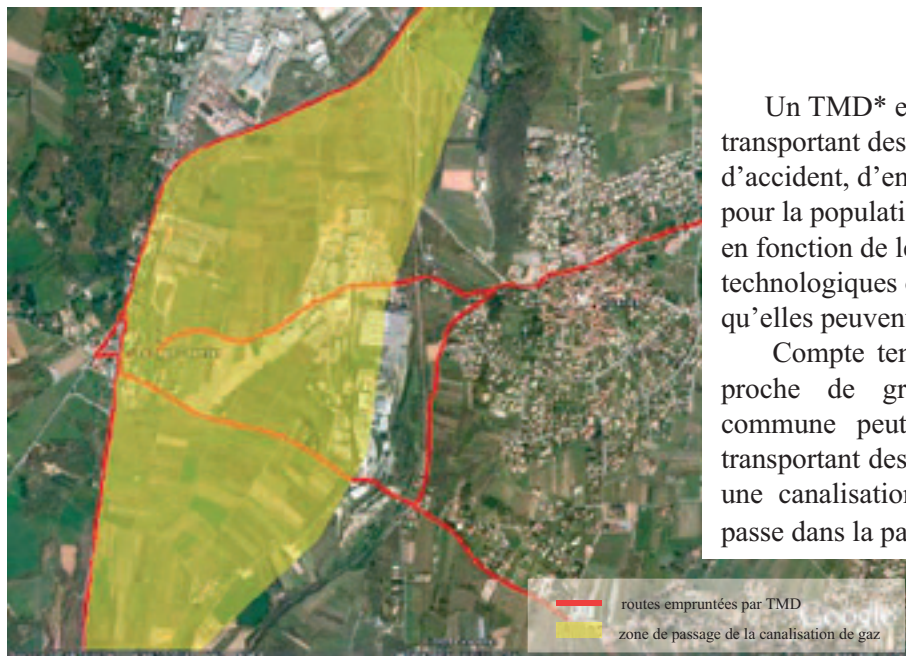 Un TMD* e
transportant des
d’accident, d’en
pour la populati
en fonction de l
technologiques
qu’elles peuven
Compte ten
proche de gr
commune peut
transportant des
une canalisation
passe dans la pa
routes empruntées par TMD
Google
zone de passage de la canalisation de gaz